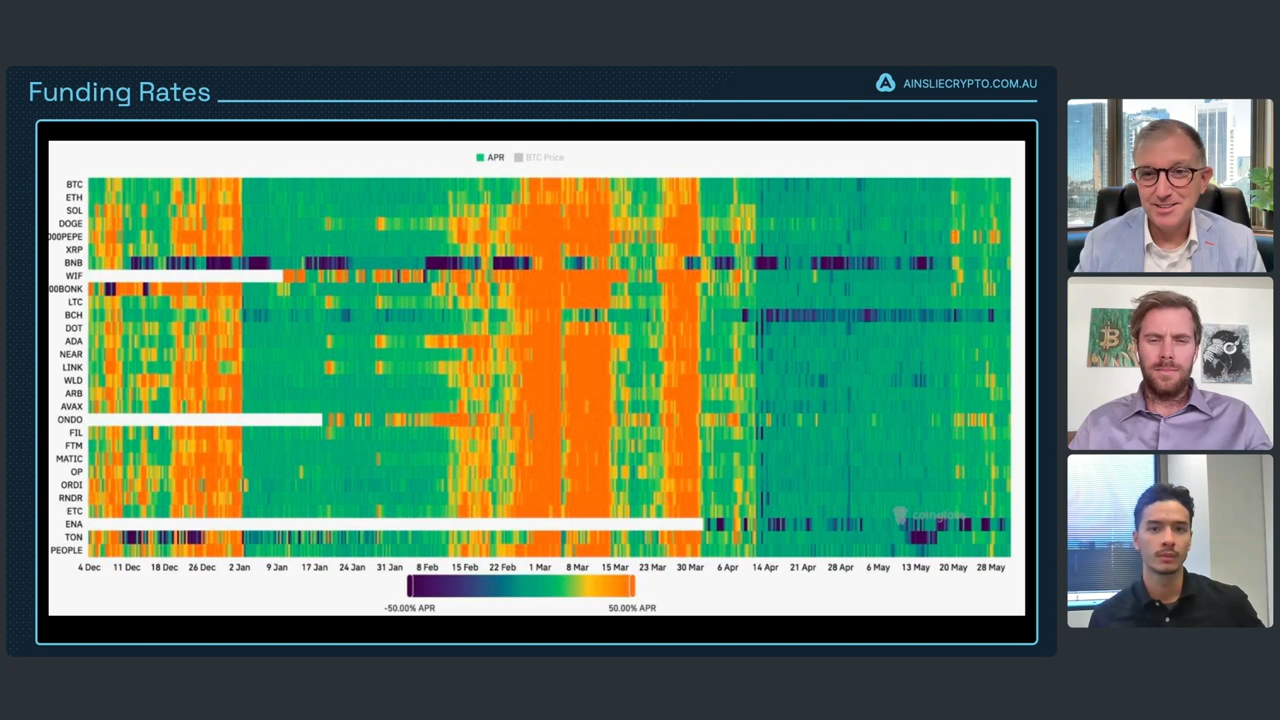 Funding Rates
AINSLIECRYPTO.COM.AU
APR BTC Price
BTC
ETH
SOL
DOGE
000PEPE
XRP
BNB
WIF
00BONK
LTC
BCH
DOT
ADA
NEAR
LINK
WLD
ARB
AVAX
ONDO
FIL
FTM
MATIC
OP
ORDI
RNDR
ETC
ENA
TON
PEOPLE
4 Dec 11 Dec 18 Dec 26 Dec 2 Jan 9 Jan 17 Jan 24 Jan 31 Jan 8 Feb 15 Feb 22 Feb 1 Mar 8 Mar 15 Mar 23 Mar 30 Mar 6 Apr 14 Apr 21 Apr 28 Apr 6 May 13 May 20 May 28 May
-50.00% APR 50.00% APR